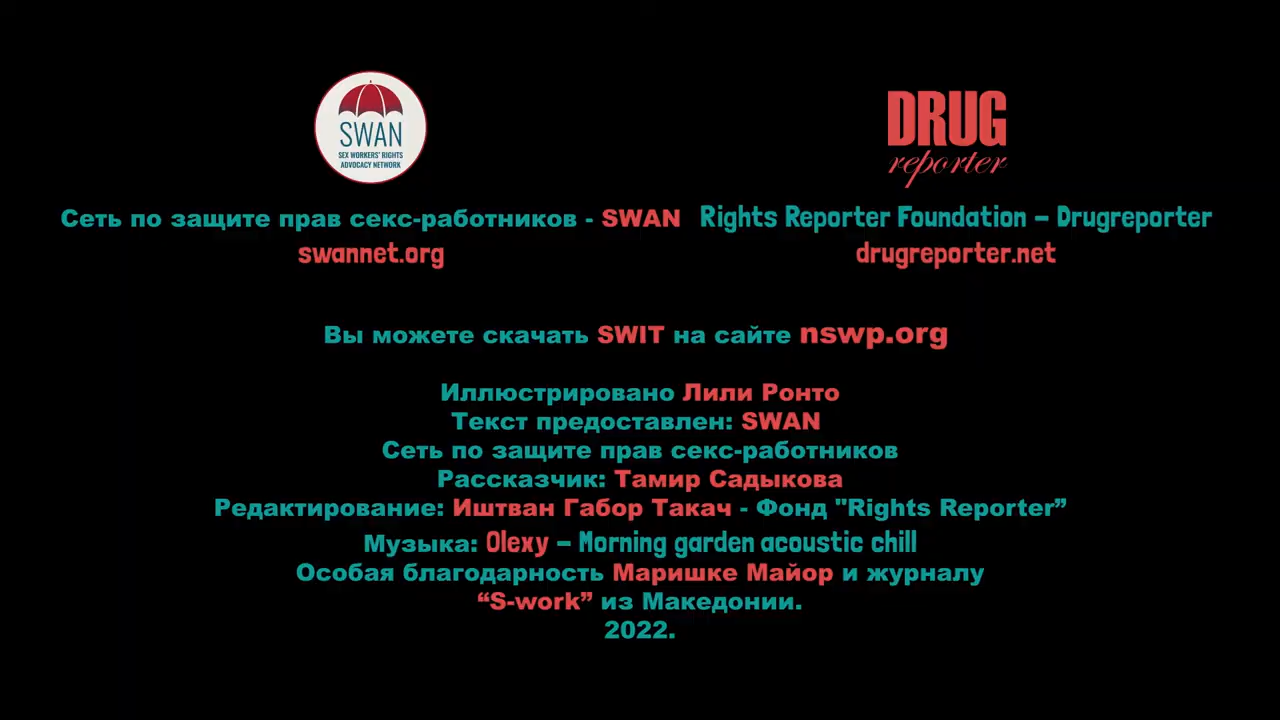 SWAN
SEX WORKERS' RIGHTS
ADVOCACY NETWORK
DRUG
reporter
Сеть по защите прав секс-работников - SWAN
swannet.org
Rights Reporter Foundation – Drugreporter
drugreporter.net
Вы можете скачать SWIT на сайте nswp.org
Иллюстрировано Лили Ронто
Текст предоставлен: SWAN
Сеть по защите прав секс-работников
Рассказчик: Тамир Садыкова
Редактирование: Иштван Габор Такач - Фонд "Rights Reporter”
Музыка: Olexy – Morning garden acoustic chill
Особая благодарность Маришке Майор и журналу
“S-work” из Македонии.
2022.